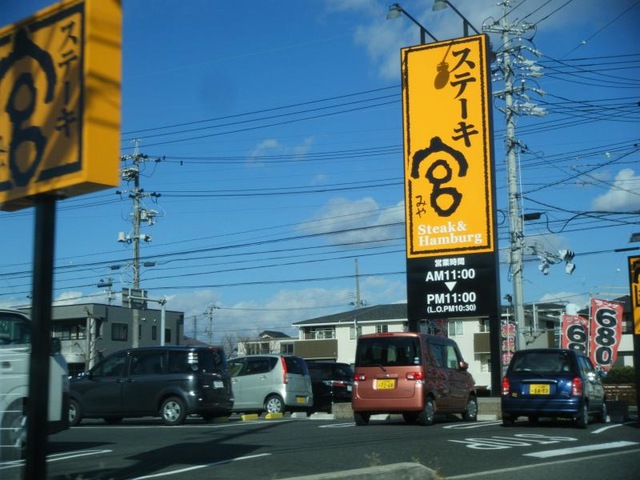 ステーキ
宮
みや
Steak&
Hamburg
営業時間
AM11:00
PM11:00
(L.O.PM10:30)
ステーキ
宮
680
680